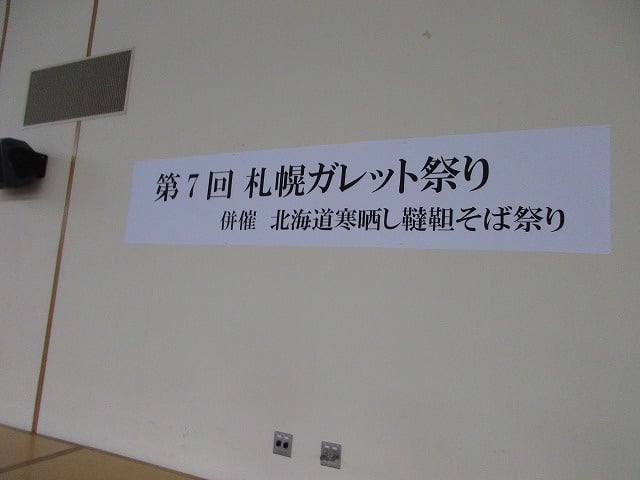 第7回 札幌ガレット祭り
併催 北海道寒晒し韃靼そば祭り